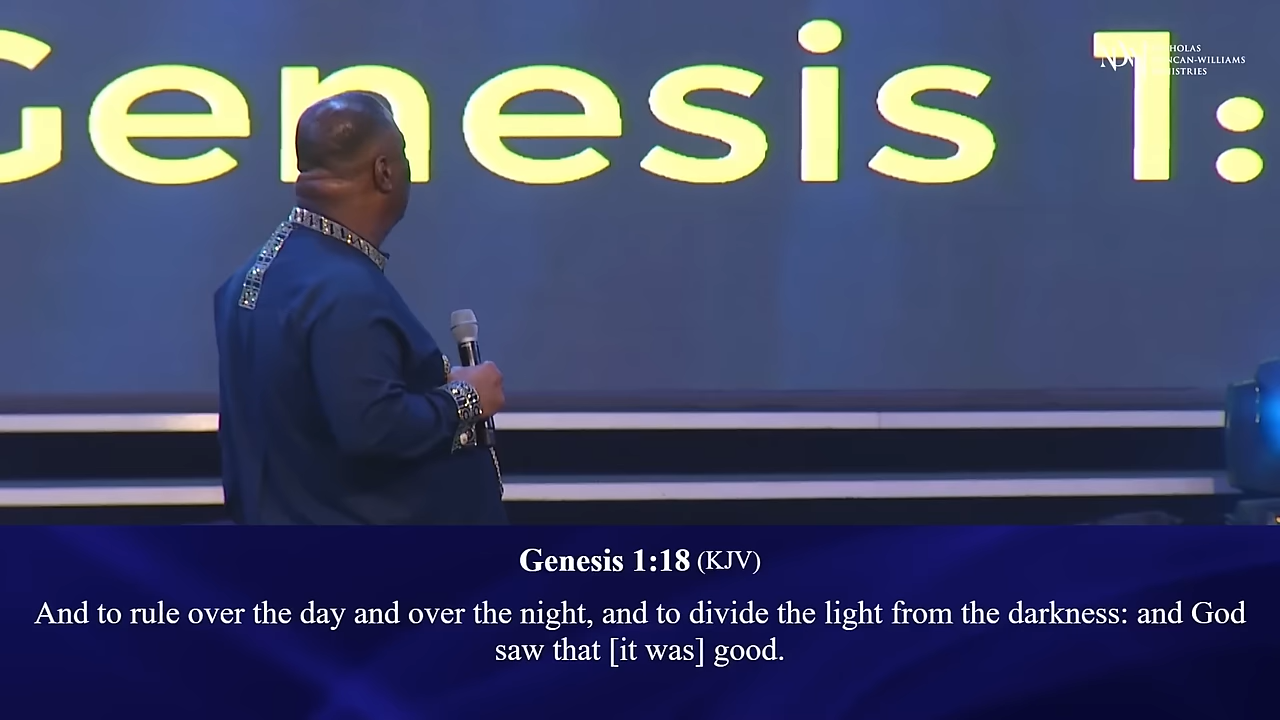 Genesis 1:
NDW
NICHOLAS
DUNCAN-WILLIAMS
MINISTRIES
Genesis 1:18 (KJV)
And to rule over the day and over the night, and to divide the light from the darkness: and God
saw that [it was] good.